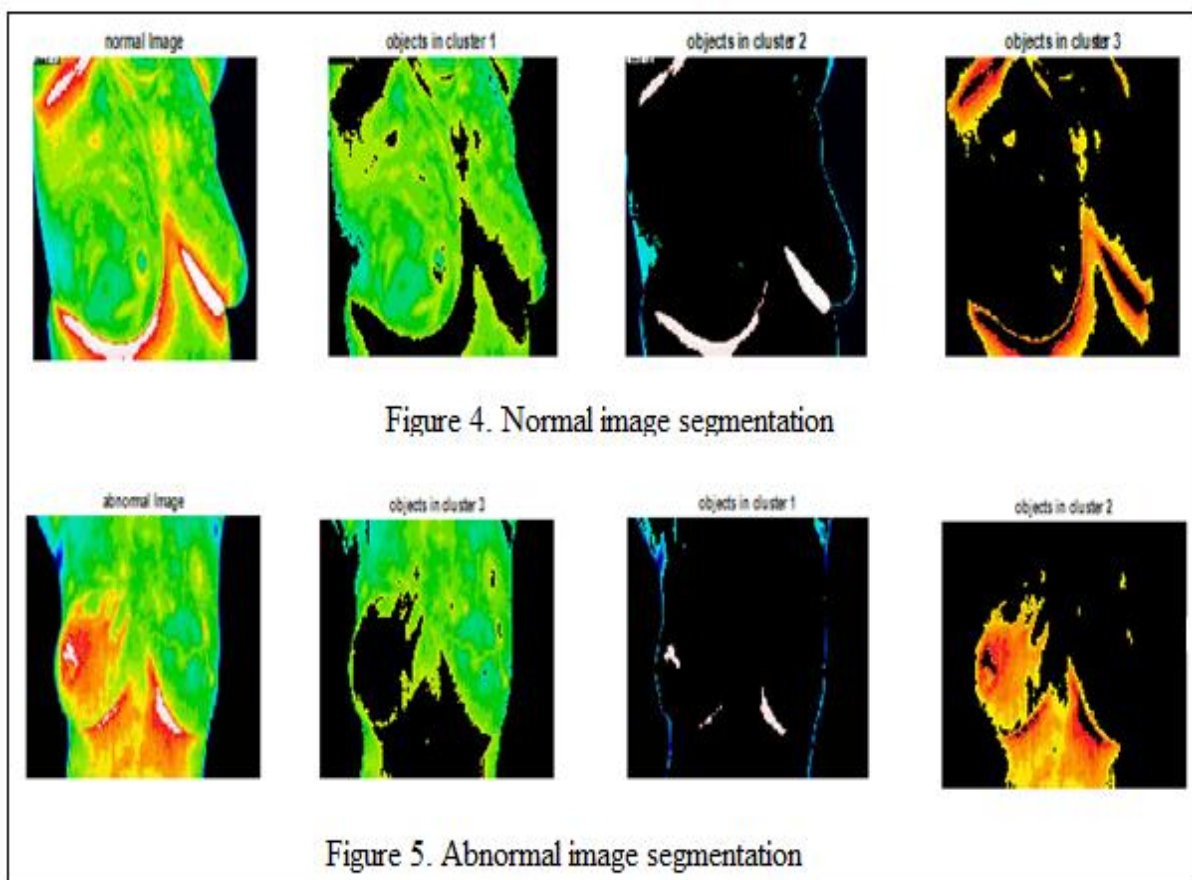 normal Image objects in cluster 1 objects in cluster 2 objects in cluster 3
Figure 4. Normal image segmentation
abnormal Image objects in cluster 3 objects in cluster 1 objects in cluster 2
Figure 5. Abnormal image segmentation